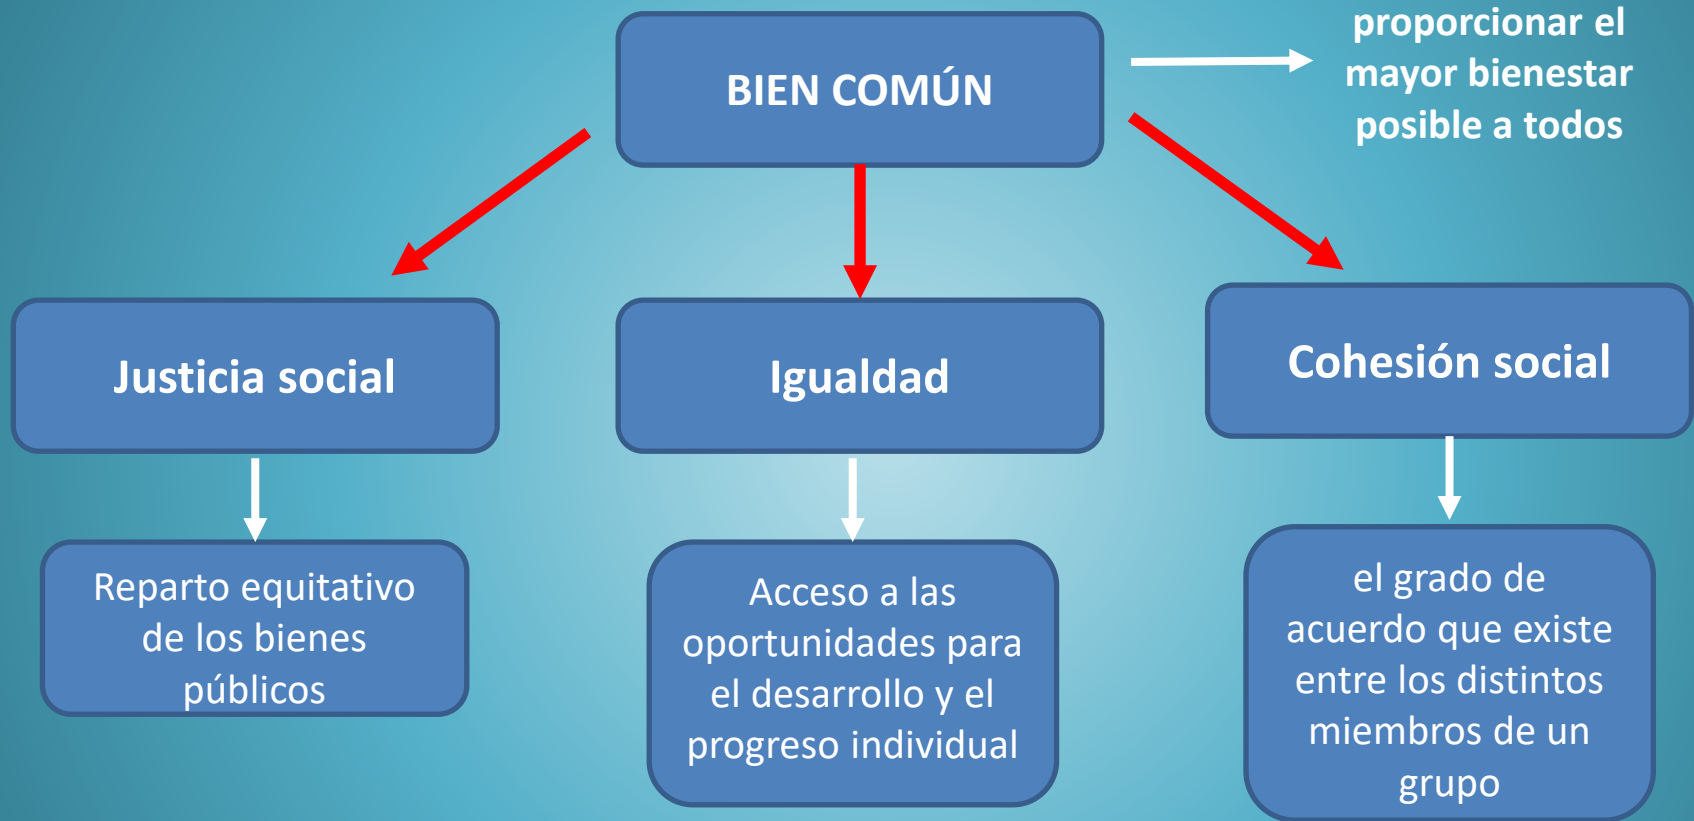 BIEN COMÚN
proporcionar el
mayor bienestar
posible a todos
Justicia social
Igualdad
Cohesión social
Reparto equitativo
de los bienes
públicos
Acceso a las
oportunidades para
el desarrollo y el
progreso individual
el grado de
acuerdo que existe
entre los distintos
miembros de un
grupo